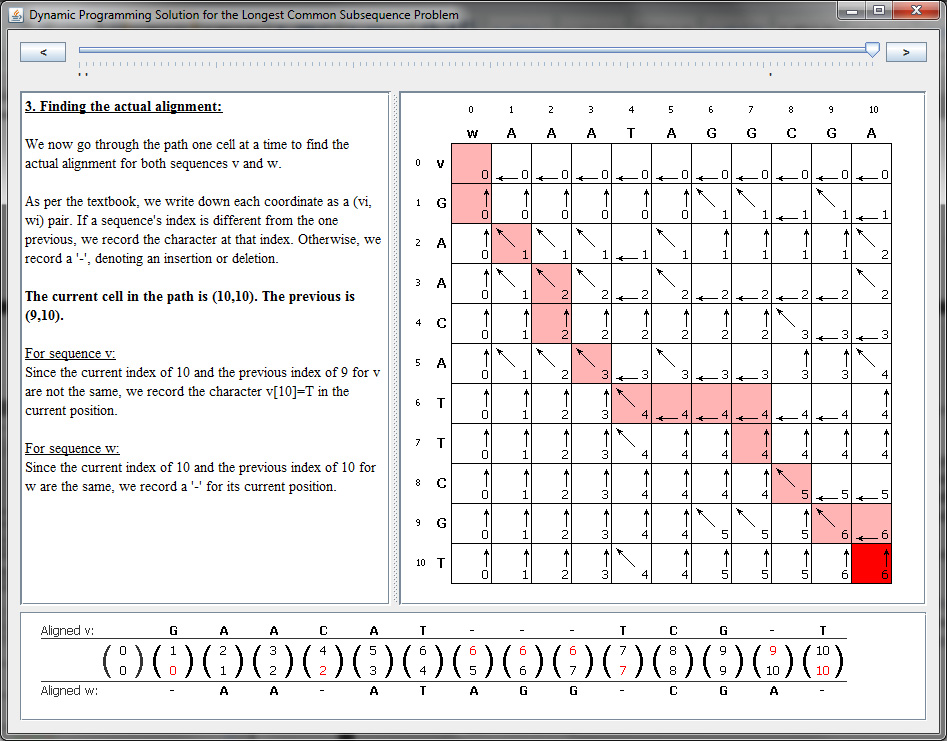 Dynamic Programming Solution for the Longest Common Subsequence Problem
< >
3. Finding the actual alignment:
We now go through the path one cell at a time to find the
actual alignment for both sequences v and w.
As per the textbook, we write down each coordinate as a (vi,
wi) pair. If a sequence's index is different from the one
previous, we record the character at that index. Otherwise, we
record a '-', denoting an insertion or deletion.
The current cell in the path is (10,10). The previous is
(9,10).
For sequence v:
Since the current index of 10 and the previous index of 9 for v
are not the same, we record the character v[10]=T in the
current position.
For sequence w:
Since the current index of 10 and the previous index of 10 for
w are the same, we record a '-' for its current position.
0 1 2 3 4 5 6 7 8 9 10
w A A A T A G G C G A
0 v 0 0 0 0 0 0 0 0 0 0 0
1 G 0 0 0 0 0 0 1 1 1 1 1
2 A 0 1 1 1 1 1 1 1 1 1 2
3 A 0 1 2 2 2 2 2 2 2 2 2
4 C 0 1 2 2 2 2 2 2 3 3 3
5 A 0 1 2 3 3 3 3 3 3 3 4
6 T 0 1 2 3 4 4 4 4 4 4 4
7 T 0 1 2 3 4 4 4 4 4 4 4
8 C 0 1 2 3 4 4 4 4 5 5 5
9 G 0 1 2 3 4 4 5 5 5 6 6
10 T 0 1 2 3 4 4 5 5 5 6 6
Aligned v: G A A C A T - - - T C G - T
(0) (1) (2) (3) (4) (5) (6) (6) (6) (6) (7) (8) (9) (9) (10)
(0) (0) (1) (2) (2) (3) (4) (5) (6) (7) (7) (8) (9) (10) (10)
Aligned w: - A A - A T A G G - C G A -